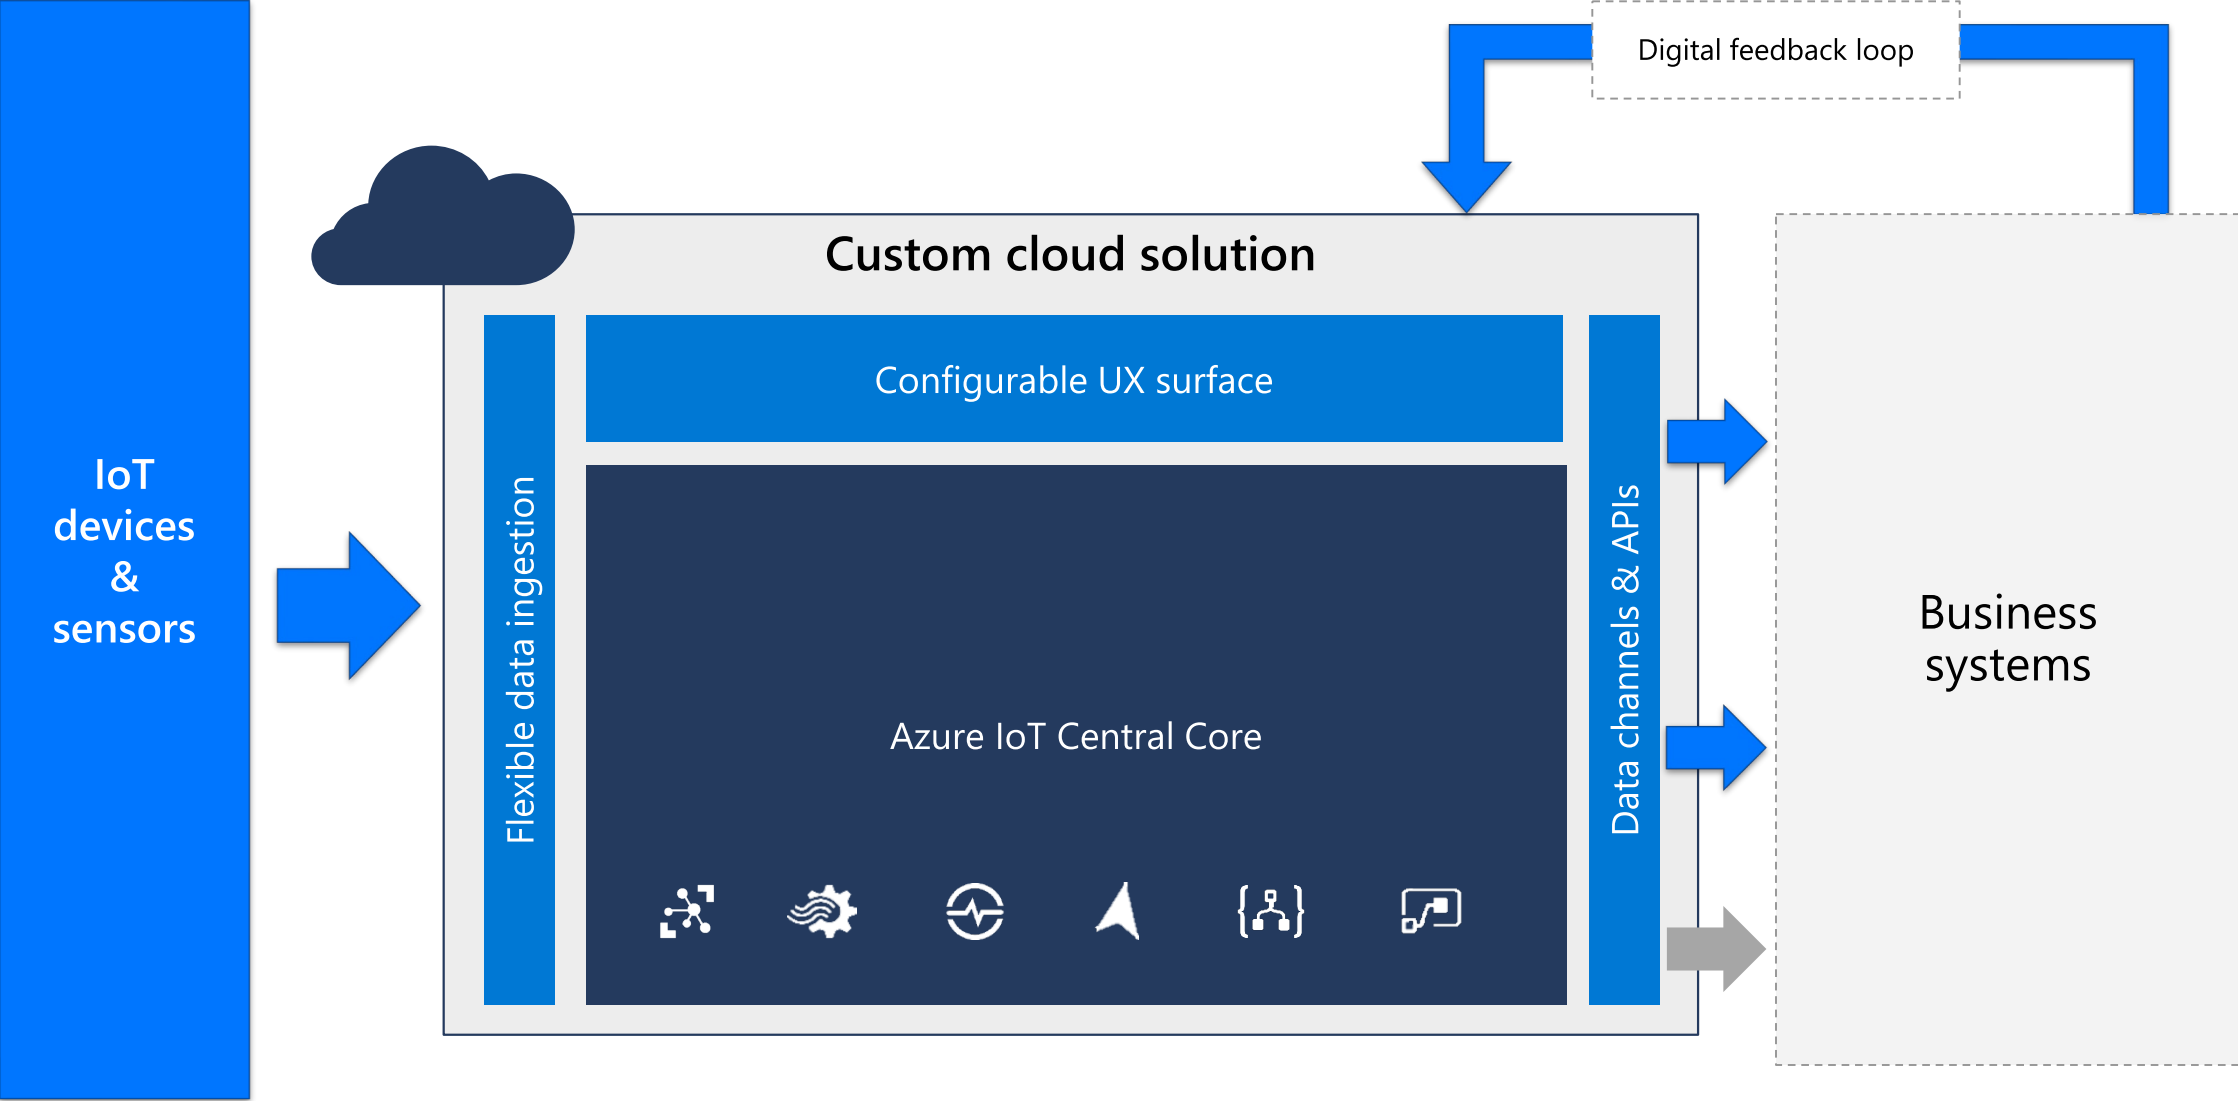 Digital feedback loop
Custom cloud solution
IoT
devices
&
sensors
Flexible data ingestion
Configurable UX surface
Azure IoT Central Core
Data channels & APIs
Business
systems